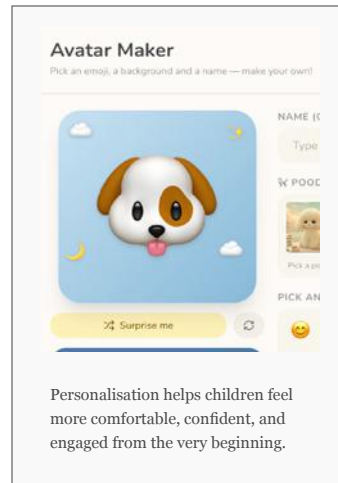 Avatar Maker
Pick an emoji, a background and a name — make your own!
NAME (
Type
POOD
Pick a
PICK AN
Surprise me
Personalisation helps children feel
more comfortable, confident, and
engaged from the very beginning.